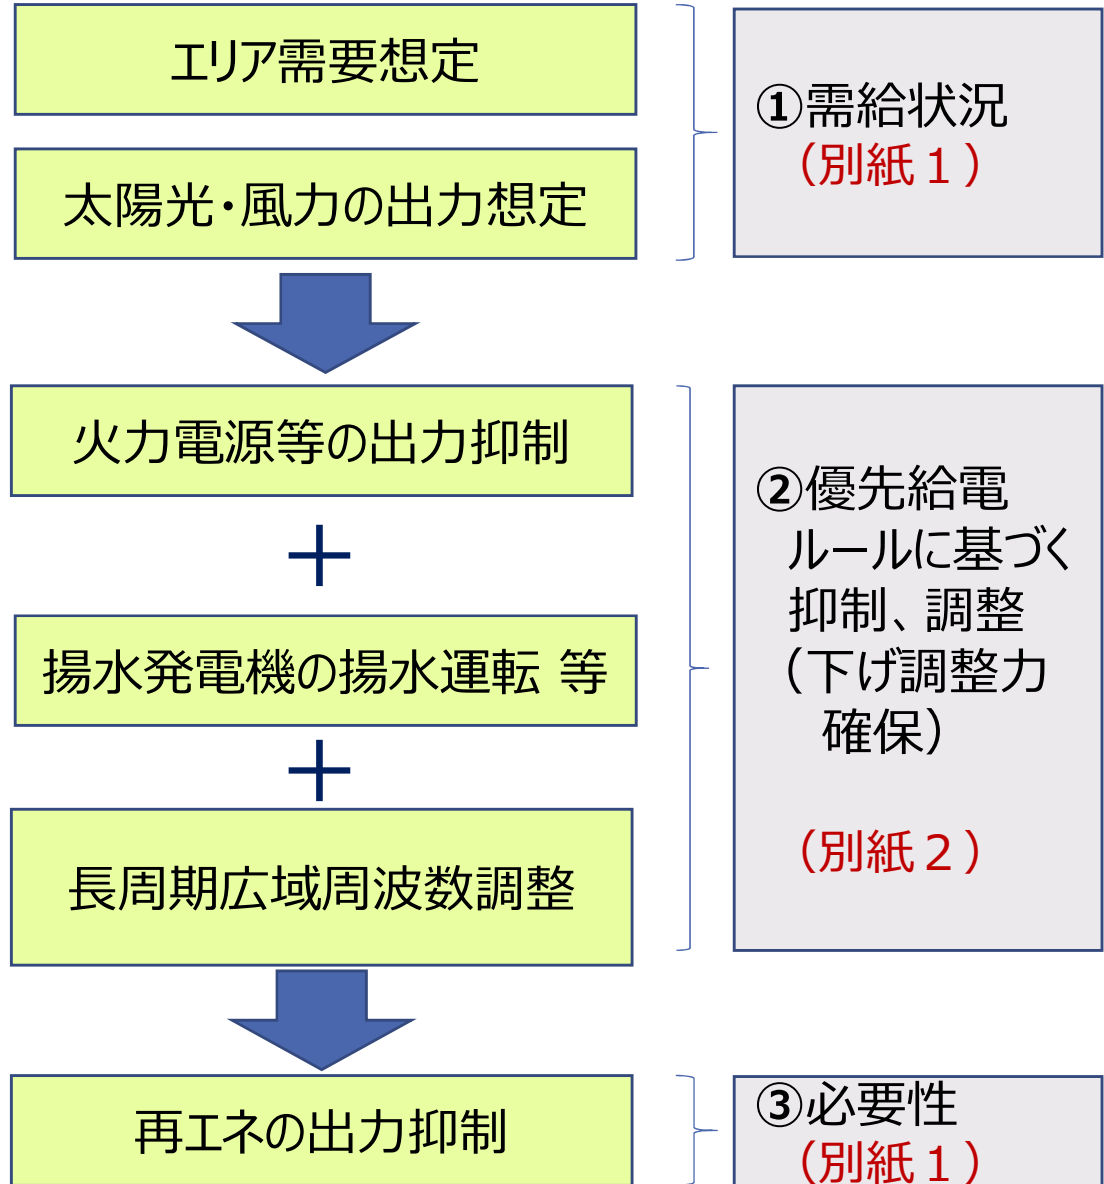 エリア需要想定
太陽光・風力の出力想定
①需給状況
（別紙１）
火力電源等の出力抑制
＋
揚水発電機の揚水運転 等
＋
長周期広域周波数調整
②優先給電
ルールに基づく
抑制、調整
（下げ調整力
確保）
（別紙２）
再エネの出力抑制
③必要性
（別紙１）